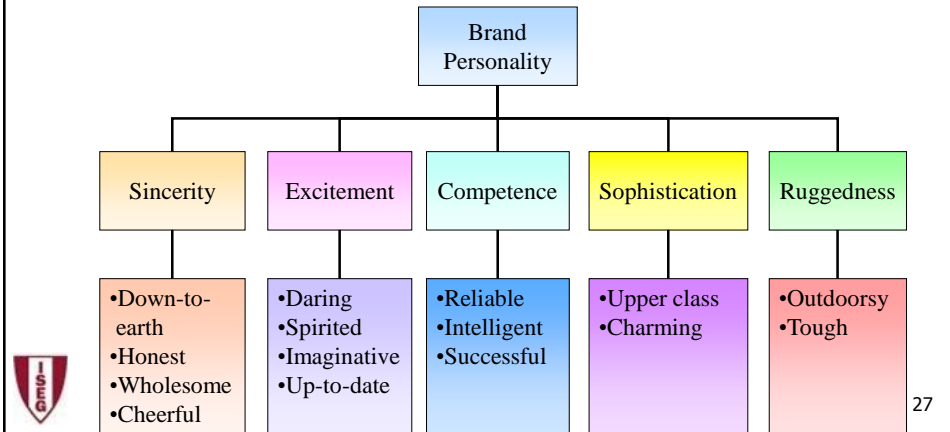 Brand
Personality
Sincerity
Excitement
Competence
Sophistication
Ruggedness
•Down-to-
earth
•Honest
•Wholesome
•Cheerful
•Daring
•Spirited
•Imaginative
•Up-to-date
•Reliable
•Intelligent
•Successful
•Upper class
•Charming
•Outdoorsy
•Tough
ISEG
27